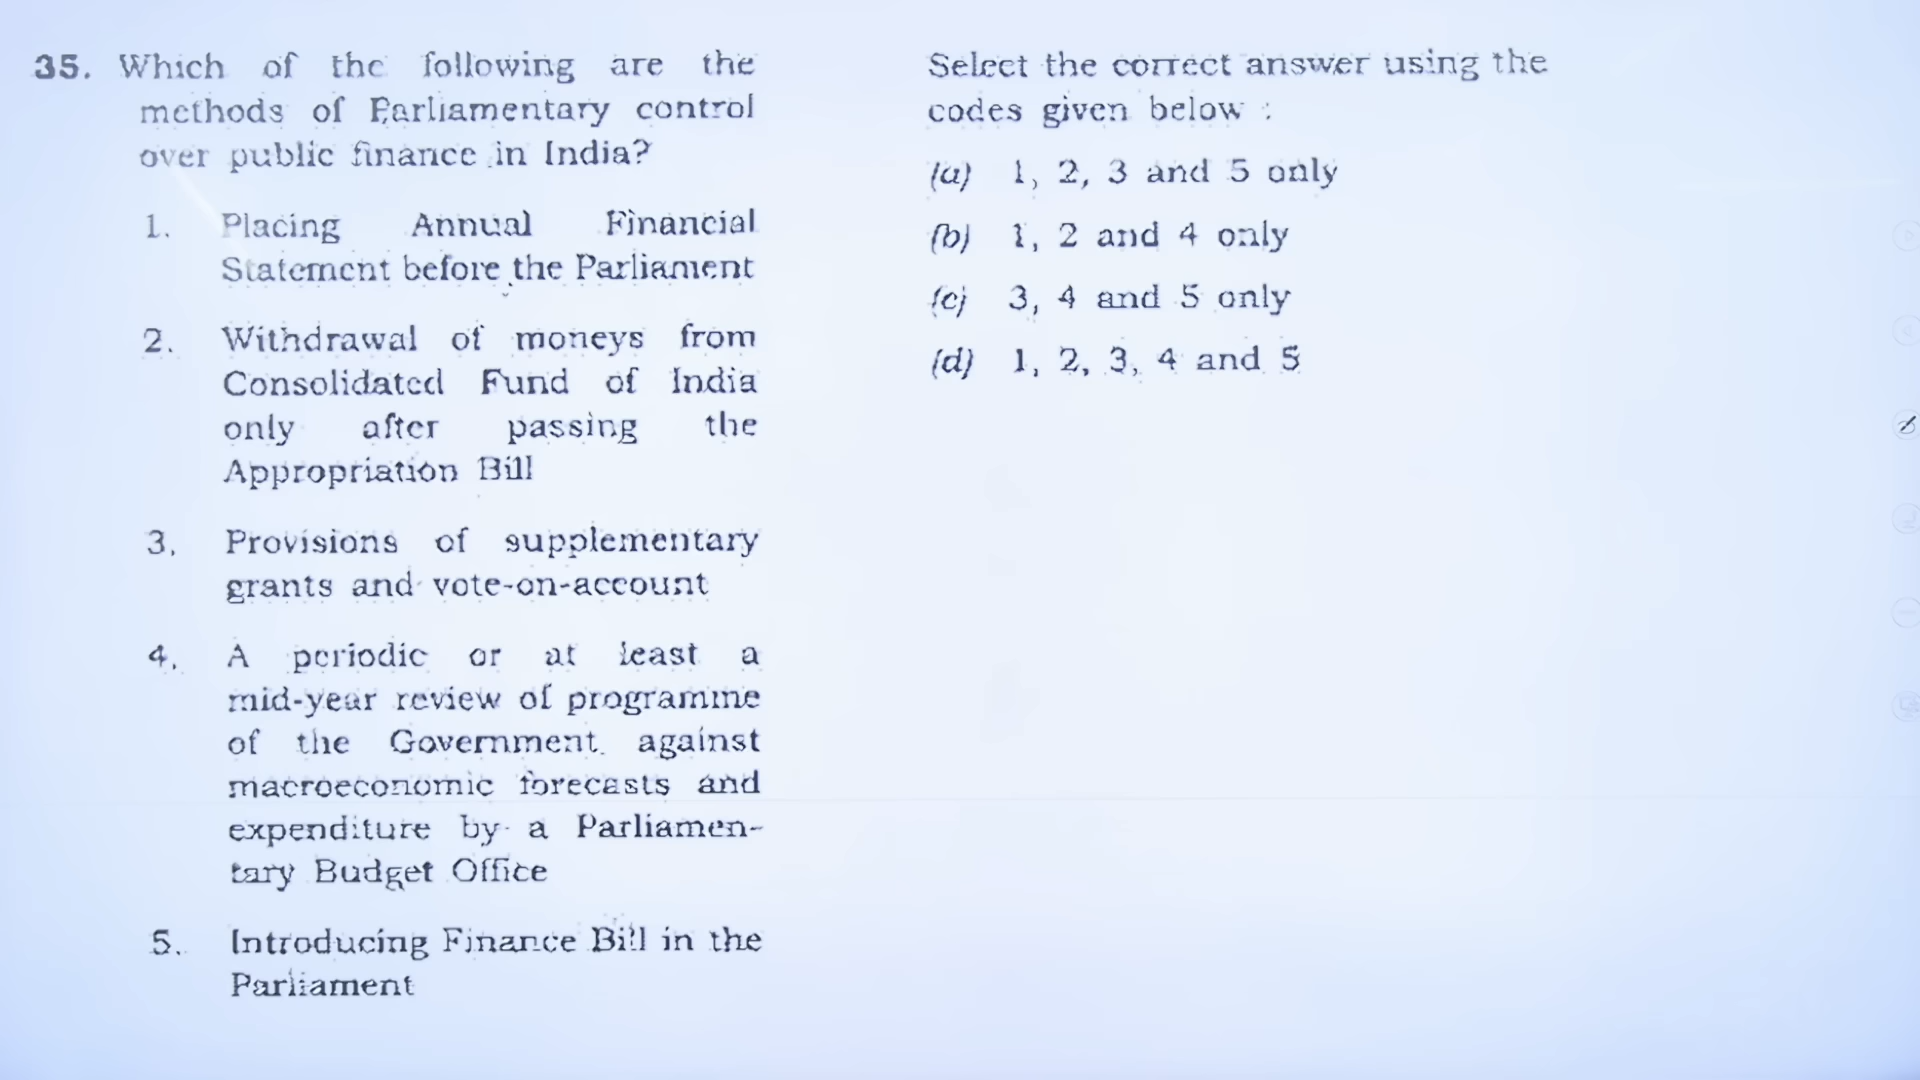 35. Which of the following are the
methods of Parliamentary control
over public finance in India?
1. Placing Annual Financial
Statement before the Parliament
2. Withdrawal of moneys from
Consolidated Fund of India
only after passing the
Appropriation Bill
3. Provisions of supplementary
grants and vote-on-account
4. A periodic or at least a
mid-year review of programme
of the Government against
macroeconomic forecasts and
expenditure by a Parliamen-
tary Budget Office
5. Introducing Finance Bill in the
Parliament
Select the correct answer using the
codes given below :
(a) 1, 2, 3 and 5 only
(b) 1, 2 and 4 only
(c) 3, 4 and 5 only
(d) 1, 2, 3, 4 and 5